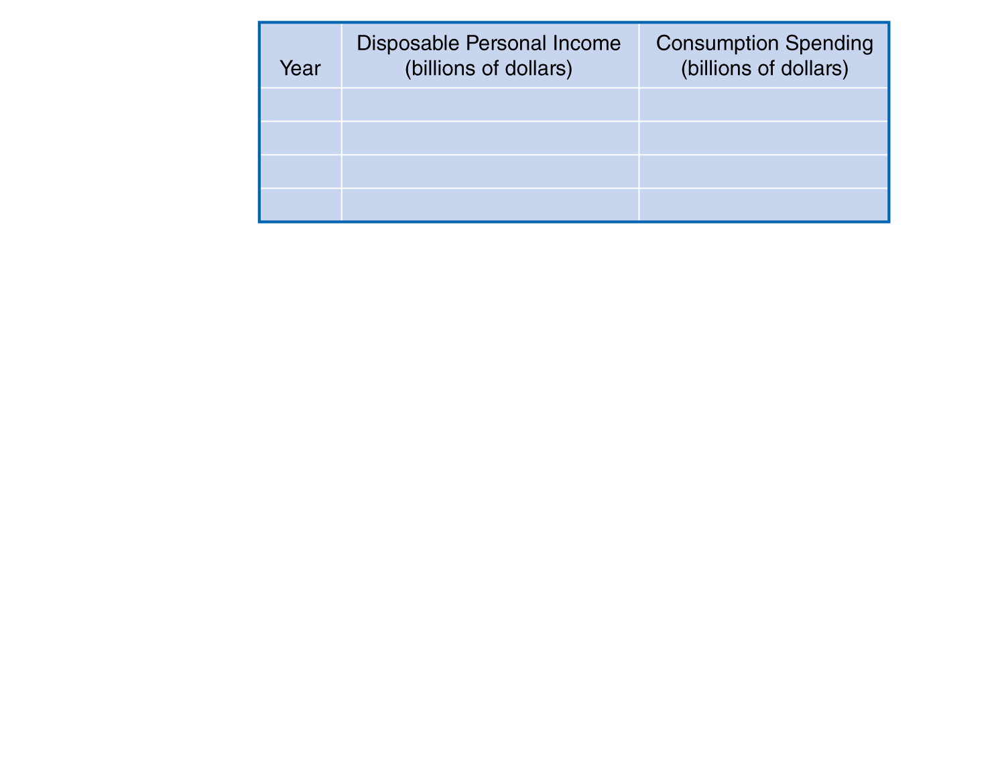 Disposable Personal Income
Consumption Spending
Year
(billions of dollars)
(billions of dollars)